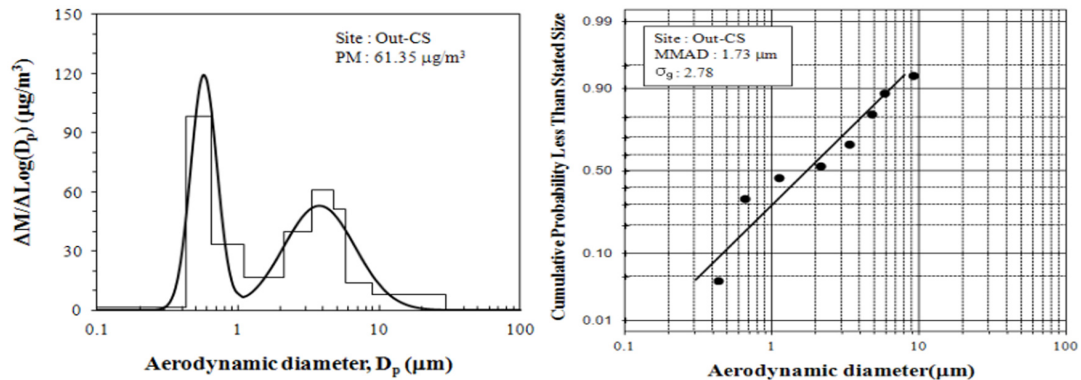 150
120
90
60
30
0
ΔM/ΔLog(Dp) (μg/m³)
Site : Out-CS
PM : 61.35 μg/m³
0.1 1 10 100
Aerodynamic diameter, Dp (μm)
0.99
0.90
0.50
0.10
0.01
Cumulative Probability Less Than Stated Size
Site : Out-CS
MMAD : 1.73 μm
σg : 2.78
0.1 1 10 100
Aerodynamic diameter(μm)